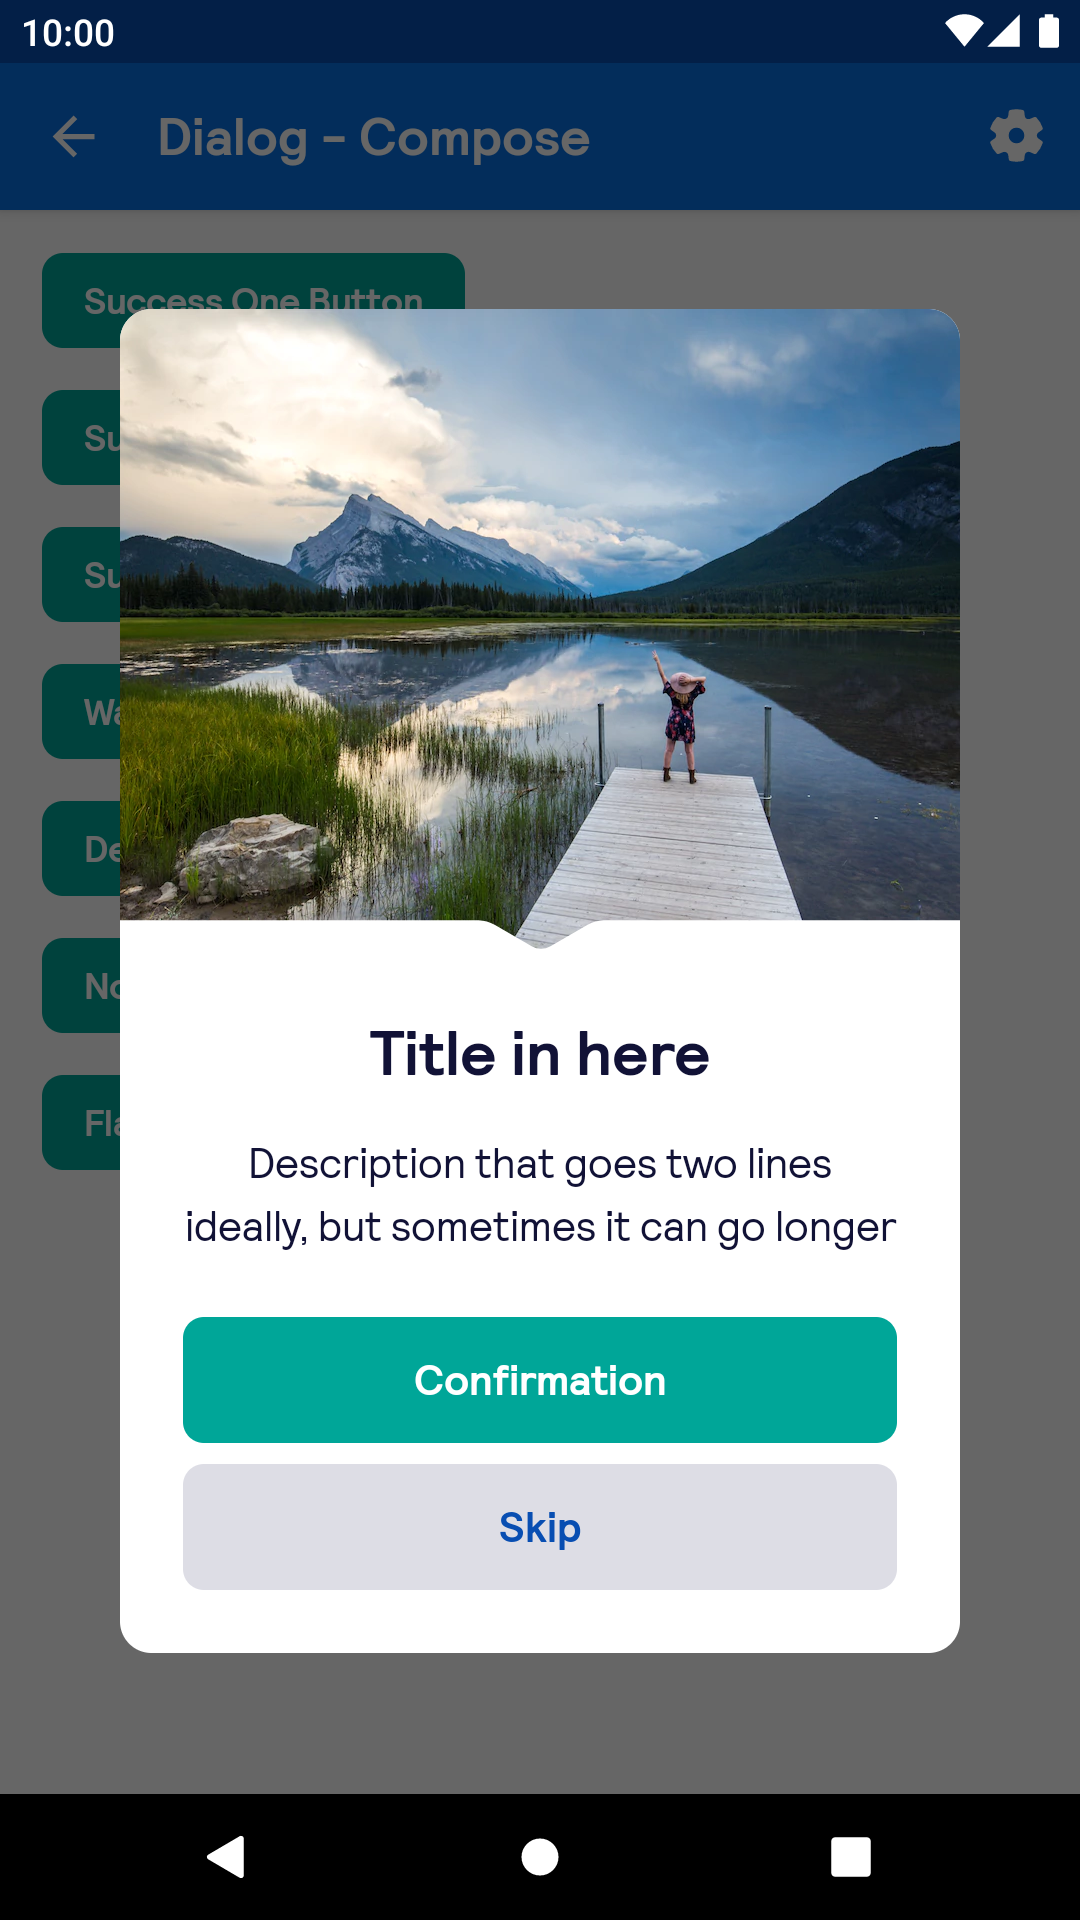 10:00
Dialog - Compose
Success One Button
Su
Su
Wa
De
No
Fla
Title in here
Description that goes two lines
ideally, but sometimes it can go longer
Confirmation
Skip